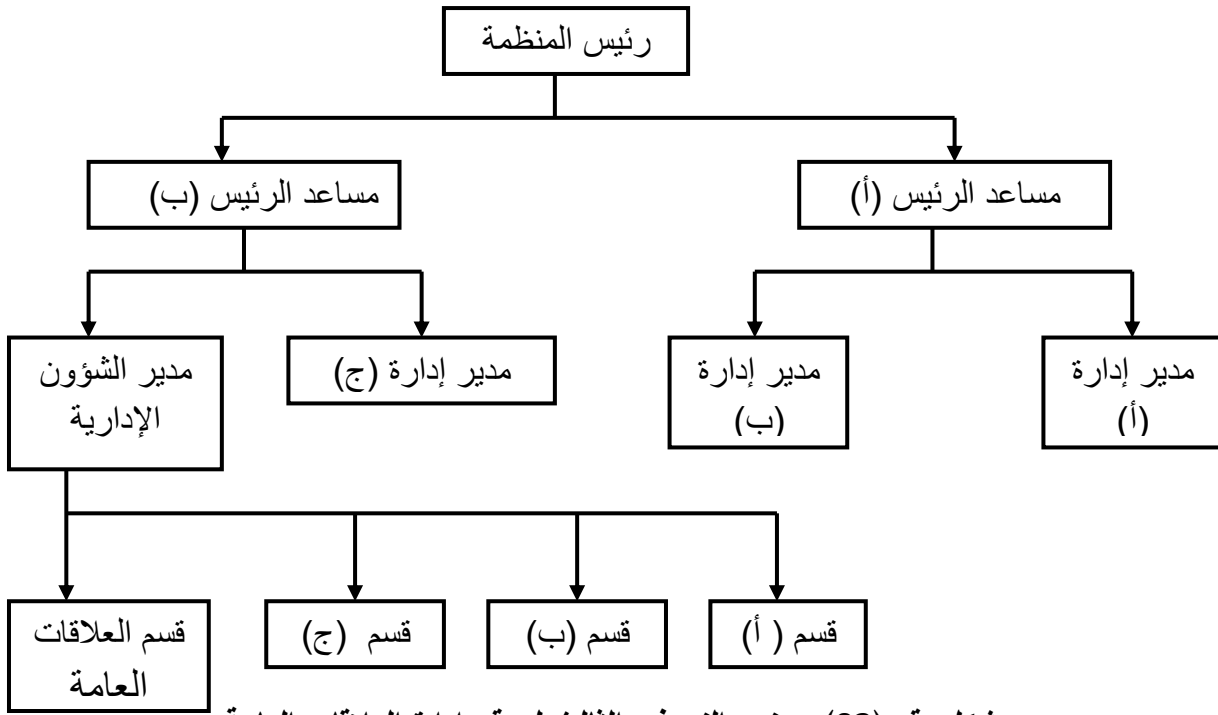 رئيس المنظمة
مساعد الرئيس (أ)
مساعد الرئيس (ب)
مدير إدارة
(أ)
مدير إدارة
(ب)
مدير إدارة (ج)
مدير الشؤون
الإدارية
قسم ( أ)
قسم (ب)
قسم (ج)
قسم العلاقات
العامة